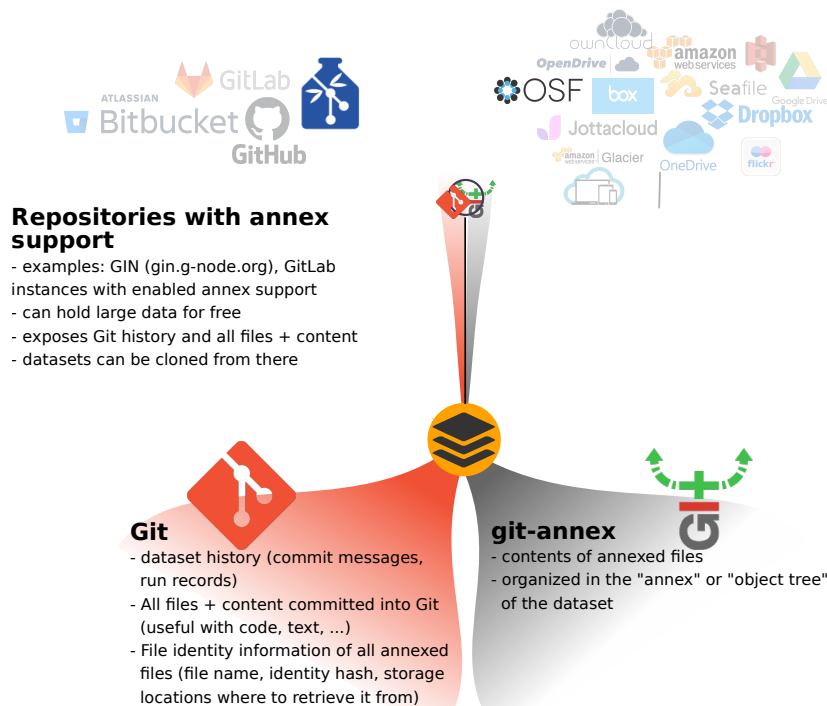 ownCloud
OpenDrive
amazon
web services
GitLab
OSF
box
Seafile
Google Drive
ATLASSIAN
Bitbucket
Dropbox
Jottacloud
GitHub
amazon
web services
Glacier
OneDrive
flickr
GIT
Repositories with annex
support
- examples: GIN (gin.g-node.org), GitLab
instances with enabled annex support
- can hold large data for free
- exposes Git history and all files + content
- datasets can be cloned from there
GIT
Git
- dataset history (commit messages,
run records)
- All files + content committed into Git
(useful with code, text, ...)
- File identity information of all annexed
files (file name, identity hash, storage
locations where to retrieve it from)
git-annex
- contents of annexed files
- organized in the "annex" or "object tree"
of the dataset